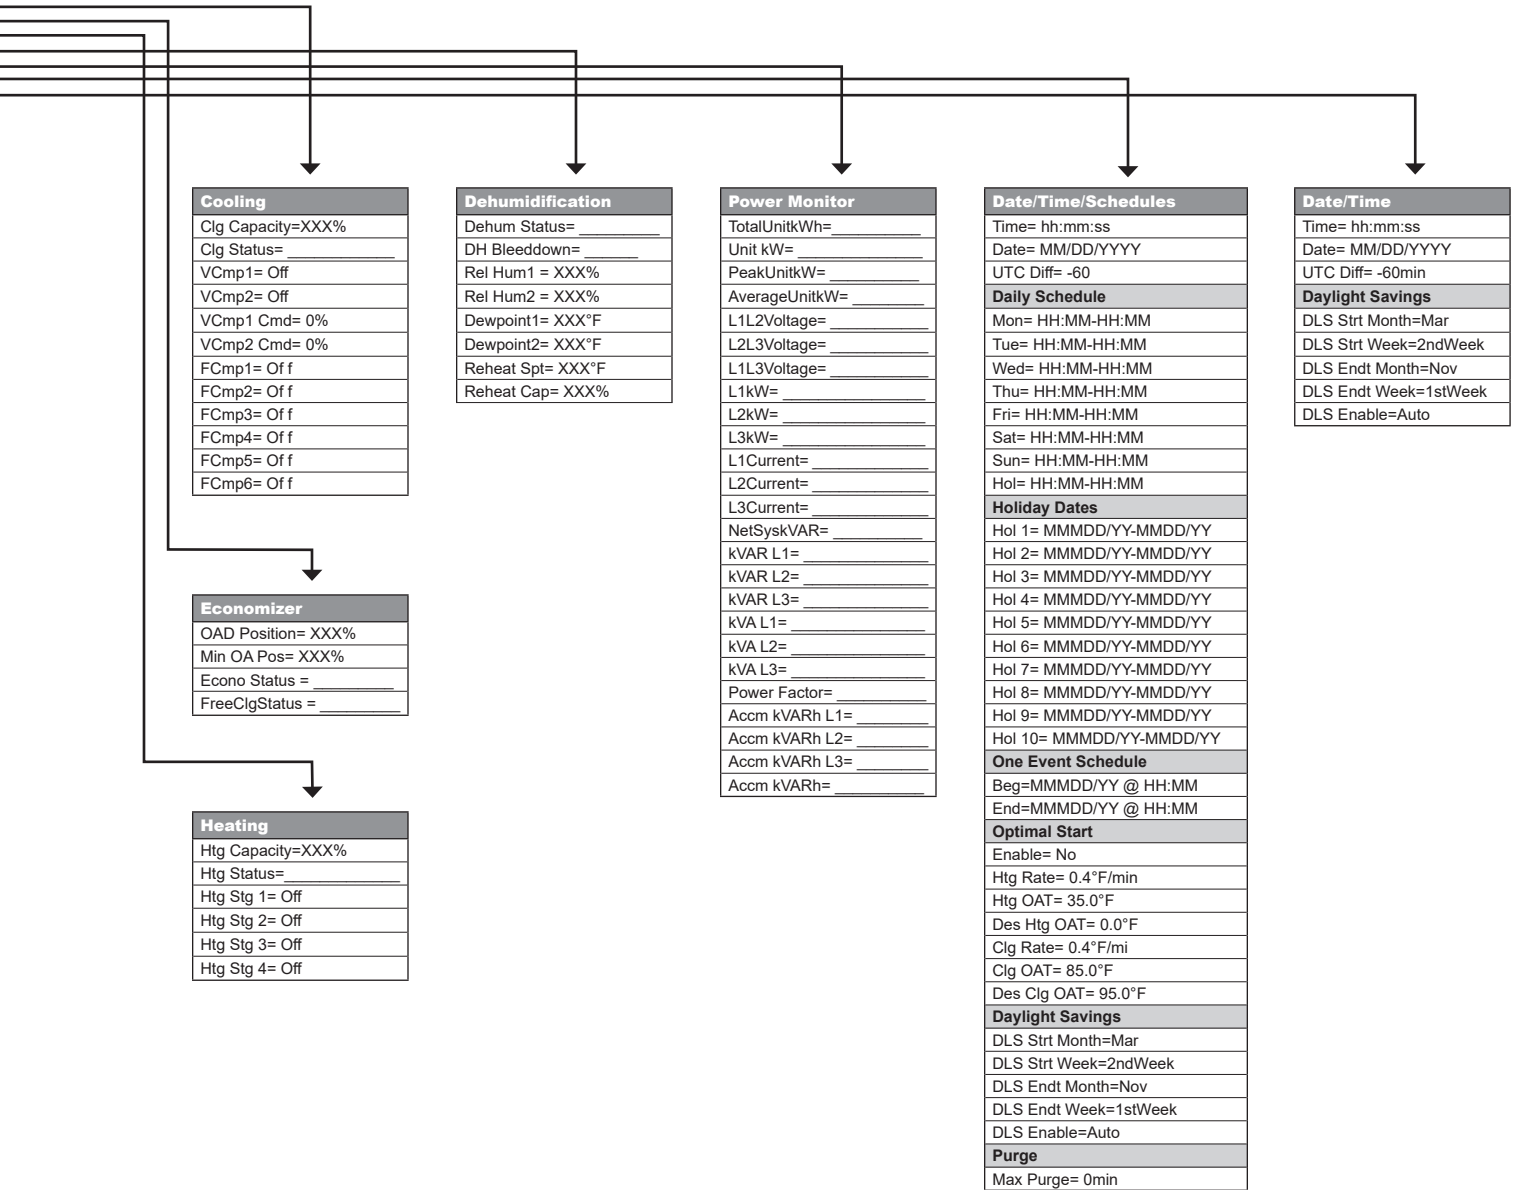 Cooling
Clg Capacity=XXX%
Clg Status= _____________
VCmp1= Off
VCmp2= Off
VCmp1 Cmd= 0%
VCmp2 Cmd= 0%
FCmp1= Of f
FCmp2= Of f
FCmp3= Of f
FCmp4= Of f
FCmp5= Of f
FCmp6= Of f
Economizer
OAD Position= XXX%
Min OA Pos= XXX%
Econo Status = __________
FreeClgStatus = __________
Heating
Htg Capacity=XXX%
Htg Status=______________
Htg Stg 1= Off
Htg Stg 2= Off
Htg Stg 3= Off
Htg Stg 4= Off
Dehumidification
Dehum Status= __________
DH Bleeddown= _______
Rel Hum1 = XXX%
Rel Hum2 = XXX%
Dewpoint1= XXX°F
Dewpoint2= XXX°F
Reheat Spt= XXX°F
Reheat Cap= XXX%
Power Monitor
TotalUnitkWh=___________
Unit kW= _______________
PeakUnitkW= ___________
AverageUnitkW= _________
L1L2Voltage= ____________
L2L3Voltage= ____________
L1L3Voltage= ____________
L1kW= __________________
L2kW= __________________
L3kW= __________________
L1Current= ______________
L2Current= ______________
L3Current= ______________
NetSyskVAR= ___________
kVAR L1= _______________
kVAR L2= _______________
kVAR L3= _______________
kVA L1= _________________
kVA L2= _________________
kVA L3= _________________
Power Factor= ___________
Accm kVARh L1= _________
Accm kVARh L2= _________
Accm kVARh L3= _________
Accm kVARh= ___________
Date/Time/Schedules
Time= hh:mm:ss
Date= MM/DD/YYYY
UTC Diff= -60
Daily Schedule
Mon= HH:MM-HH:MM
Tue= HH:MM-HH:MM
Wed= HH:MM-HH:MM
Thu= HH:MM-HH:MM
Fri= HH:MM-HH:MM
Sat= HH:MM-HH:MM
Sun= HH:MM-HH:MM
Hol= HH:MM-HH:MM
Holiday Dates
Hol 1= MMMDD/YY-MMDD/YY
Hol 2= MMMDD/YY-MMDD/YY
Hol 3= MMMDD/YY-MMDD/YY
Hol 4= MMMDD/YY-MMDD/YY
Hol 5= MMMDD/YY-MMDD/YY
Hol 6= MMMDD/YY-MMDD/YY
Hol 7= MMMDD/YY-MMDD/YY
Hol 8= MMMDD/YY-MMDD/YY
Hol 9= MMMDD/YY-MMDD/YY
Hol 10= MMMDD/YY-MMDD/YY
One Event Schedule
Beg=MMMDD/YY @ HH:MM
End=MMMDD/YY @ HH:MM
Optimal Start
Enable= No
Htg Rate= 0.4°F/min
Htg OAT= 35.0°F
Des Htg OAT= 0.0°F
Clg Rate= 0.4°F/mi
Clg OAT= 85.0°F
Des Clg OAT= 95.0°F
Daylight Savings
DLS Strt Month=Mar
DLS Strt Week=2ndWeek
DLS Endt Month=Nov
DLS Endt Week=1stWeek
DLS Enable=Auto
Purge
Max Purge= 0min
Date/Time
Time= hh:mm:ss
Date= MM/DD/YYYY
UTC Diff= -60min
Daylight Savings
DLS Strt Month=Mar
DLS Strt Week=2ndWeek
DLS Endt Month=Nov
DLS Endt Week=1stWeek
DLS Enable=Auto